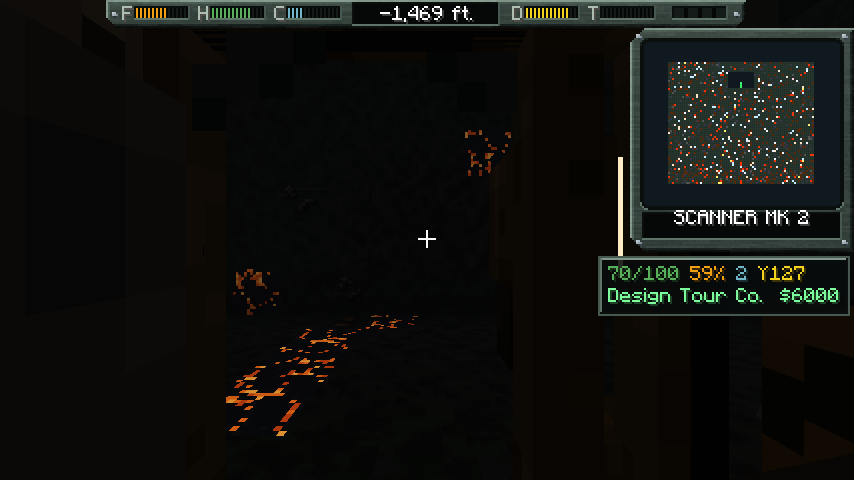 F H C -1,469 ft. D T
SCANNER MK 2
70/100 59% 2 Y127
Design Tour Co. $6000